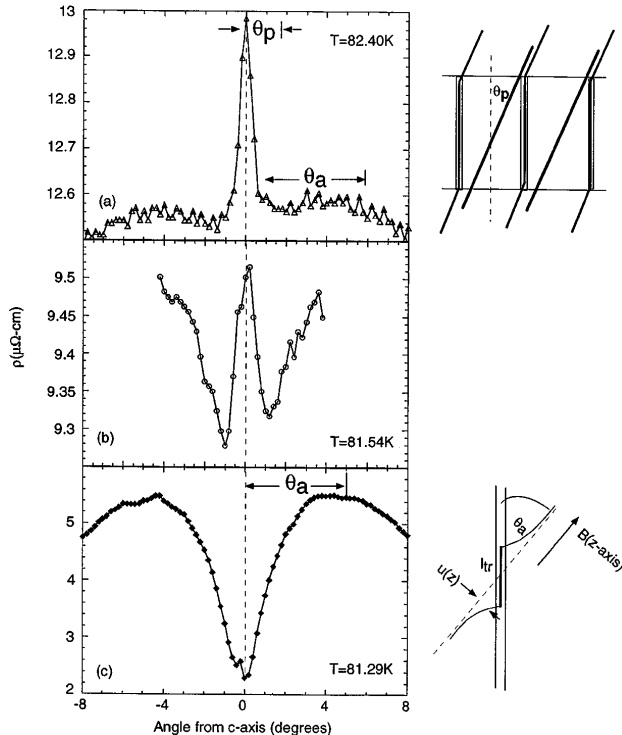 13
12.9
12.8
12.7
12.6
θp
T=82.40K
θa
(a)
9.5
9.45
9.4
9.35
9.3
(b)
T=81.54K
ρ(μΩ-cm)
5
4
3
2
θa
(c)
T=81.29K
-8 -4 0 4 8
Angle from c-axis (degrees)
θp
θa
B(z-axis)
ltr
u(z)